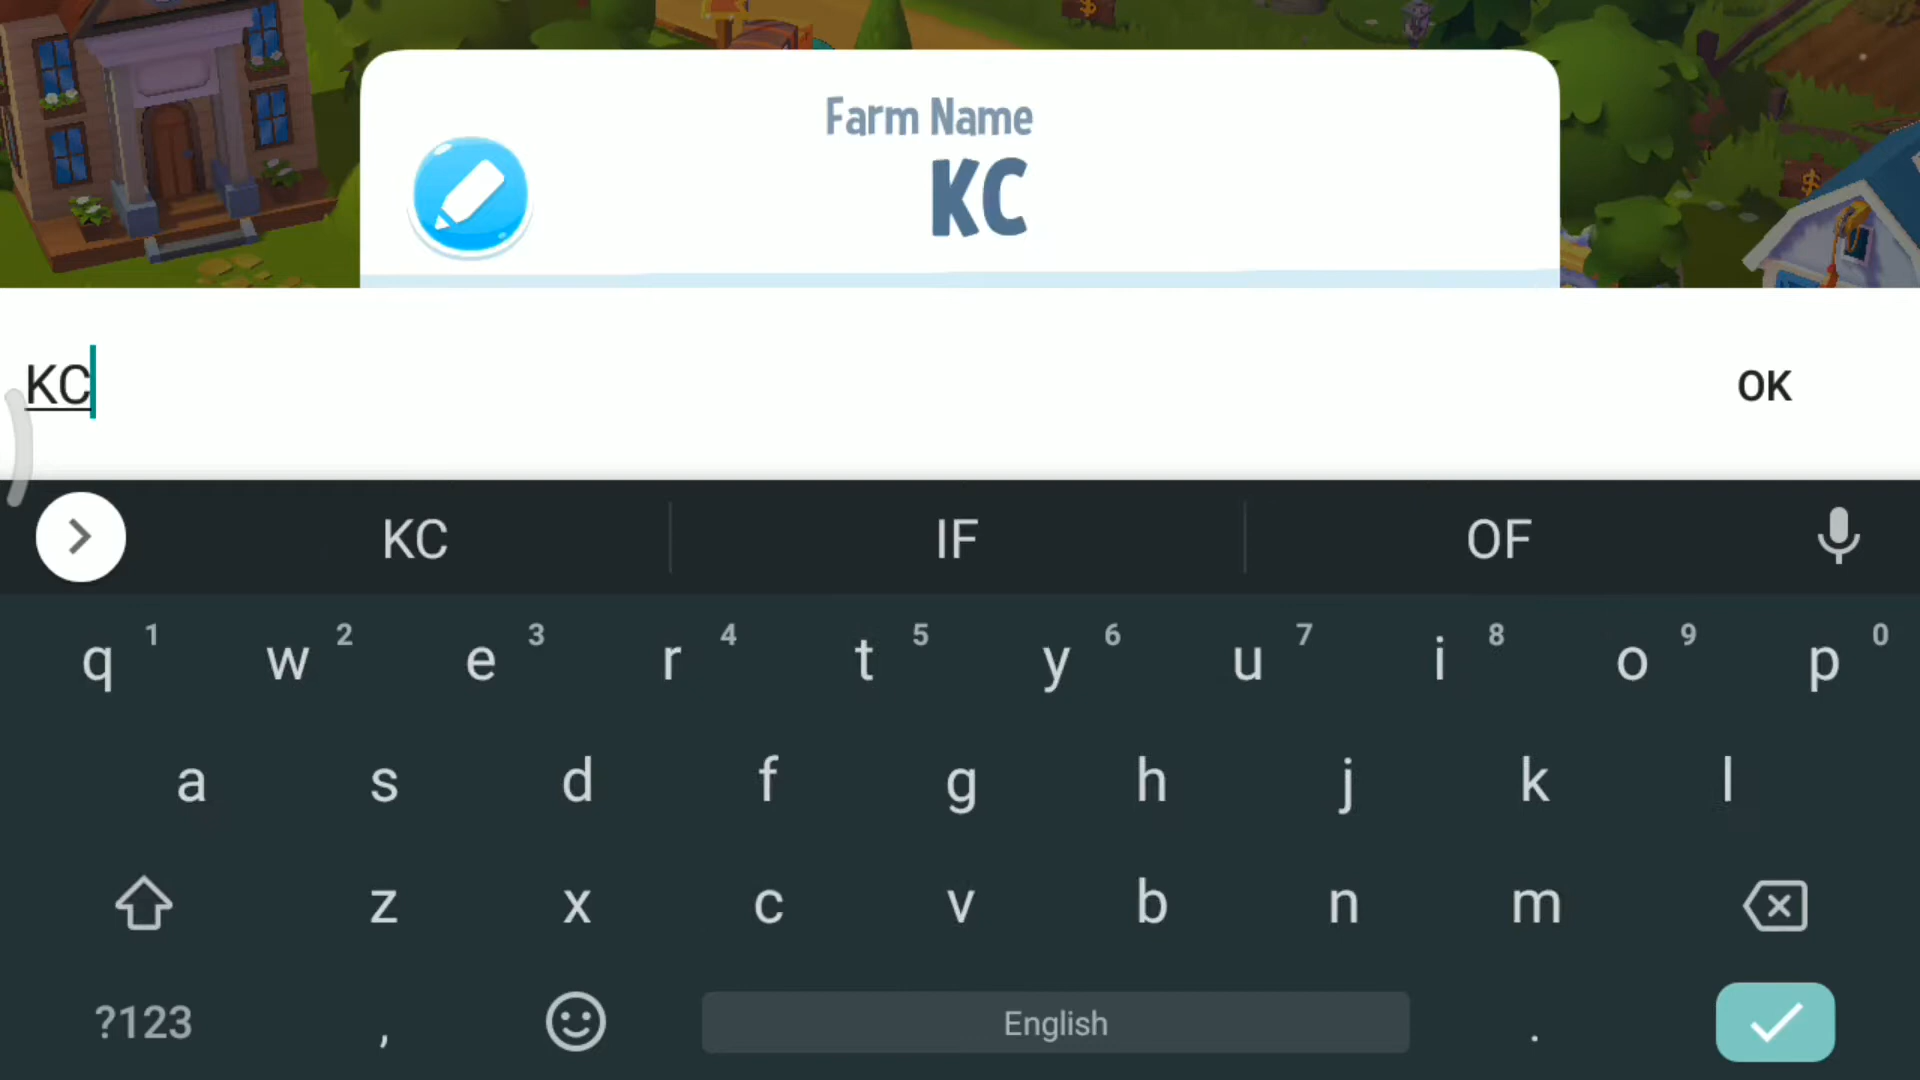 Farm Name
KC
KC OK
KC IF OF
1 2 3 4 5 6 7 8 9 0
q w e r t y u i o p
a s d f g h j k l
z x c v b n m
?123 , English .